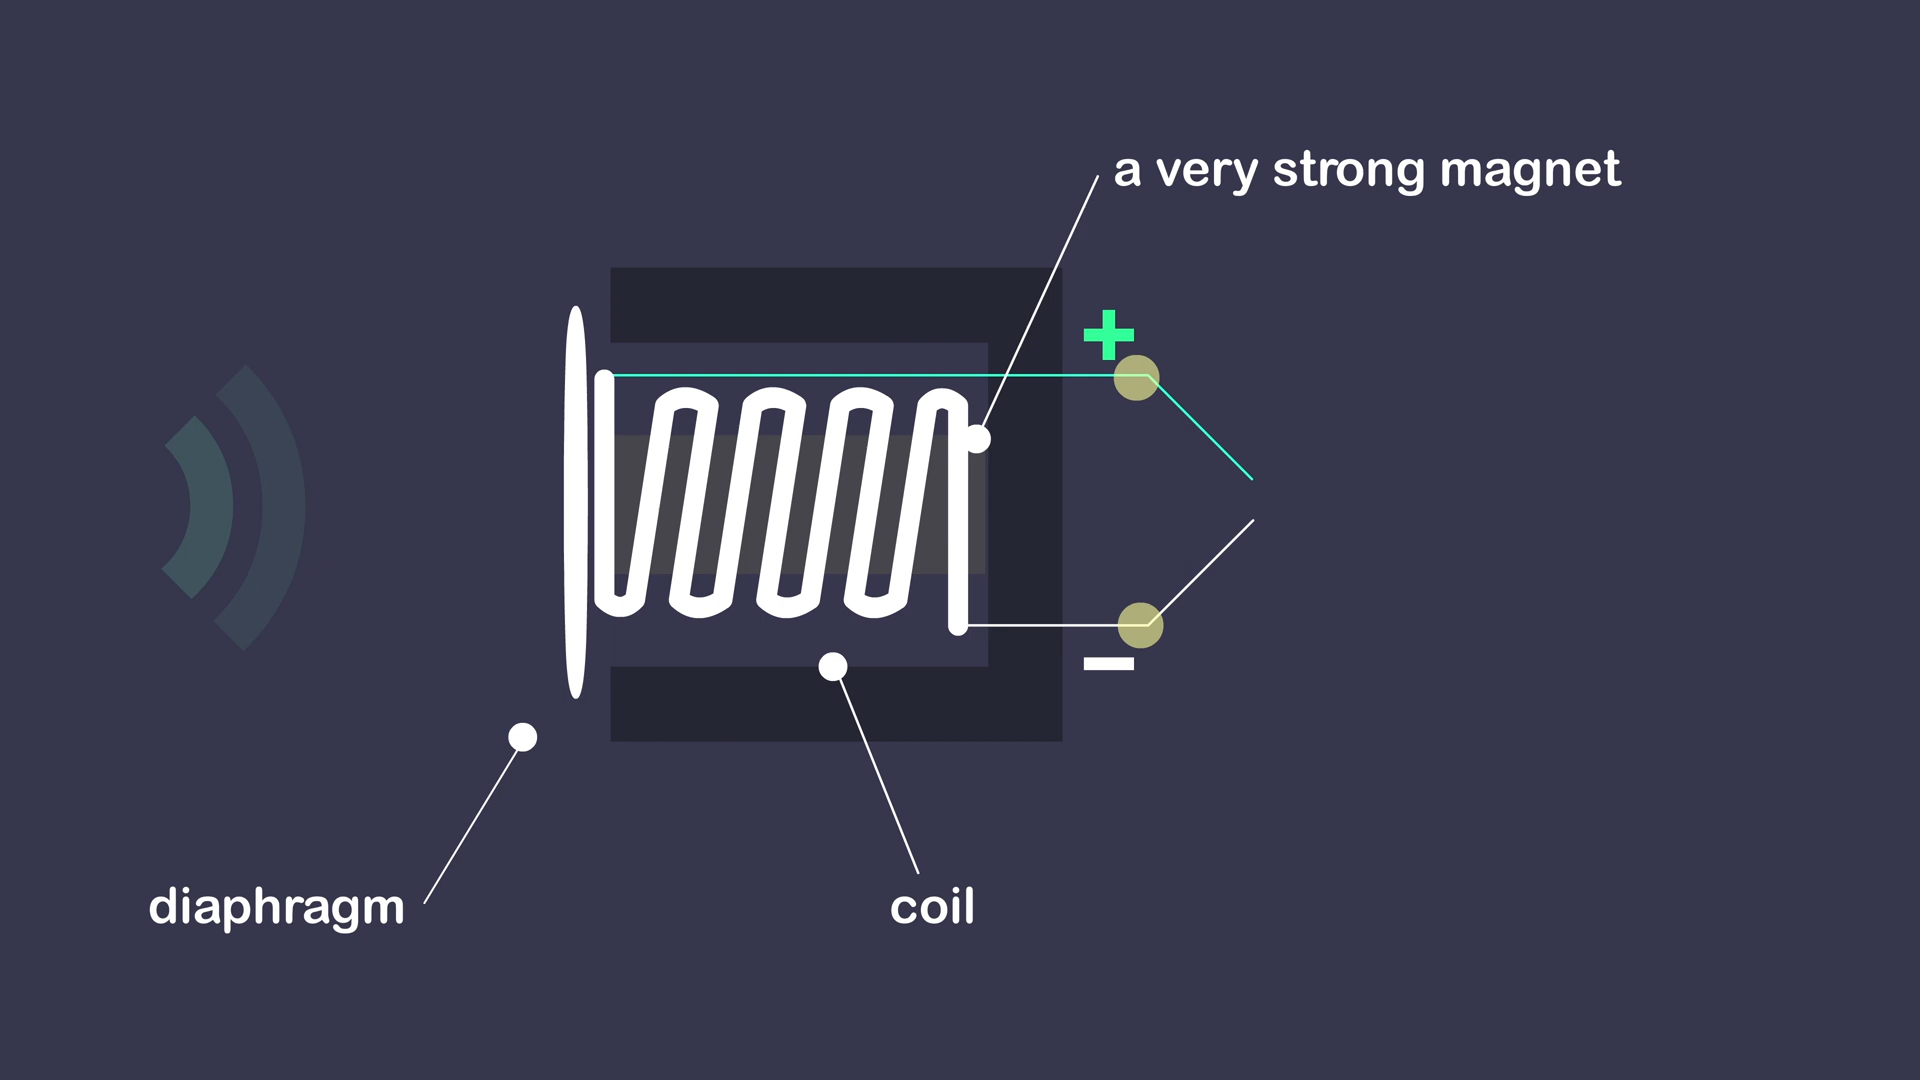 a very strong magnet
+
−
diaphragm
coil